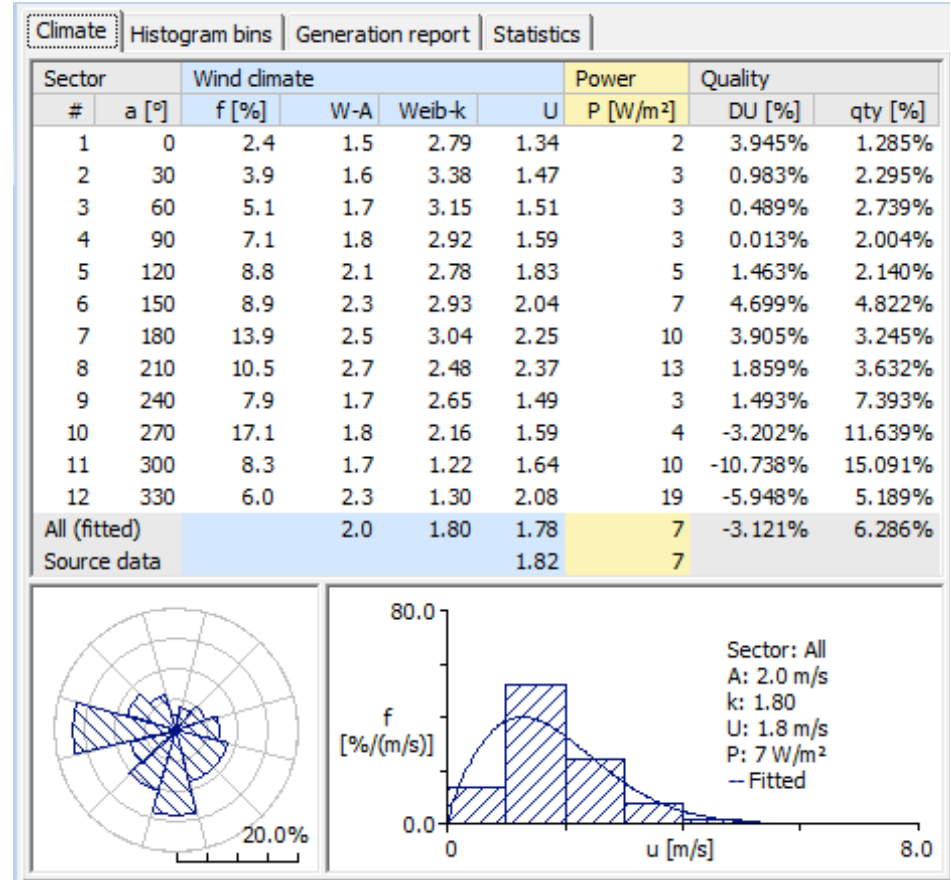 Climate Histogram bins Generation report Statistics
Sector Wind climate Power Quality
# a [º] f [%] W-A Weib-k U P [W/m²] DU [%] qty [%]
1 0 2.4 1.5 2.79 1.34 2 3.945% 1.285%
2 30 3.9 1.6 3.38 1.47 3 0.983% 2.295%
3 60 5.1 1.7 3.15 1.51 3 0.489% 2.739%
4 90 7.1 1.8 2.92 1.59 3 0.013% 2.004%
5 120 8.8 2.1 2.78 1.83 5 1.463% 2.140%
6 150 8.9 2.3 2.93 2.04 7 4.699% 4.822%
7 180 13.9 2.5 3.04 2.25 10 3.905% 3.245%
8 210 10.5 2.7 2.48 2.37 13 1.859% 3.632%
9 240 7.9 1.7 2.65 1.49 3 1.493% 7.393%
10 270 17.1 1.8 2.16 1.59 4 -3.202% 11.639%
11 300 8.3 1.7 1.22 1.64 10 -10.738% 15.091%
12 330 6.0 2.3 1.30 2.08 19 -5.948% 5.189%
All (fitted) 2.0 1.80 1.78 7 -3.121% 6.286%
Source data 1.82 7
20.0%
80.0
f
[%/(m/s)]
0.0
0 u [m/s] 8.0
Sector: All
A: 2.0 m/s
k: 1.80
U: 1.8 m/s
P: 7 W/m²
-- Fitted